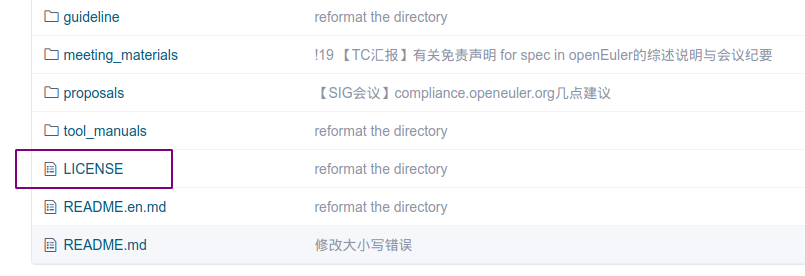 guideline reformat the directory
meeting_materials !19 【TC汇报】有关免责声明 for spec in openEuler的综述说明与会议纪要
proposals 【SIG会议】compliance.openeuler.org几点建议
tool_manuals reformat the directory
LICENSE reformat the directory
README.en.md reformat the directory
README.md 修改大小写错误